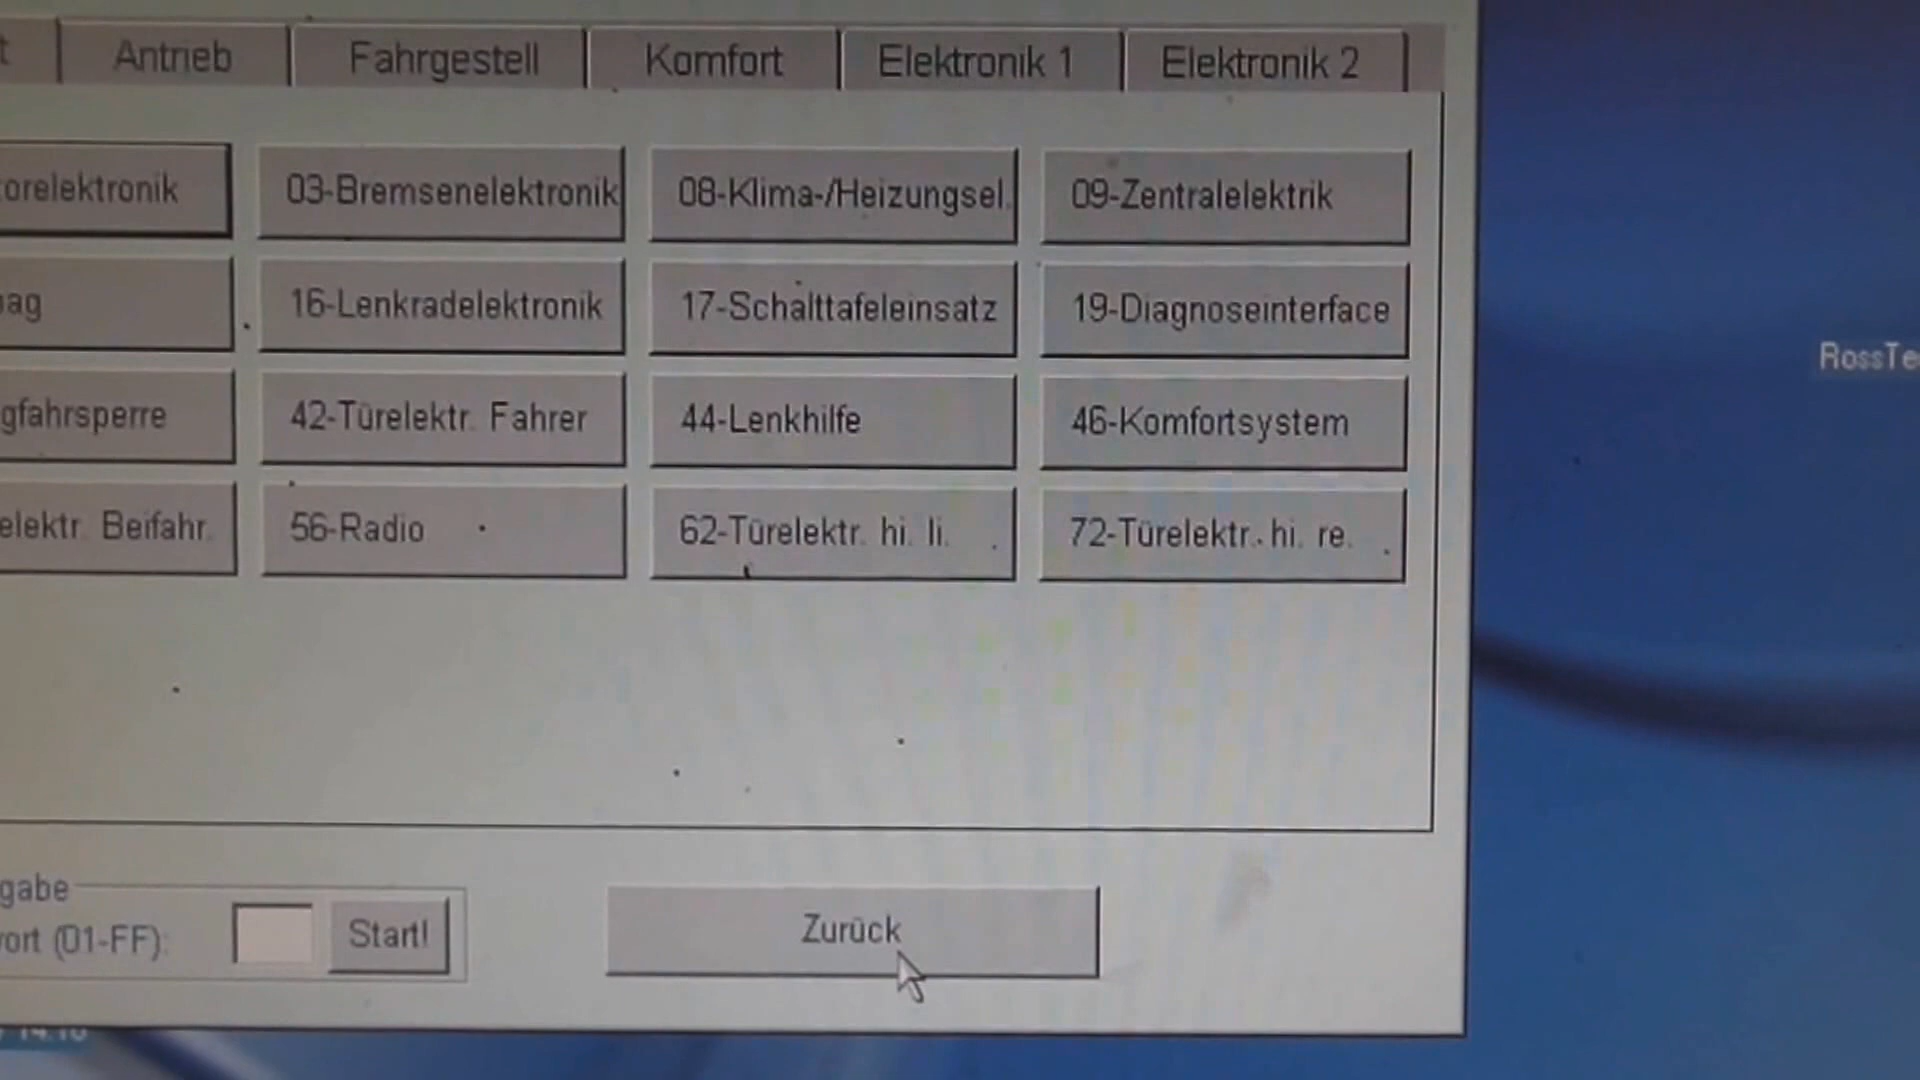 t Antrieb Fahrgestell Komfort Elektronik 1 Elektronik 2
orelektronik 03-Bremsenelektronik 08-Klima-/Heizungsel. 09-Zentralelektrik
bag 16-Lenkradelektronik 17-Schalttafeleinsatz 19-Diagnoseinterface
RossTe
gfahrsperre 42-Türelektr. Fahrer 44-Lenkhilfe 46-Komfortsystem
elektr. Beifahr. 56-Radio 62-Türelektr. hi. li. 72-Türelektr. hi. re.
gabe
ort (01-FF): Start! Zurück